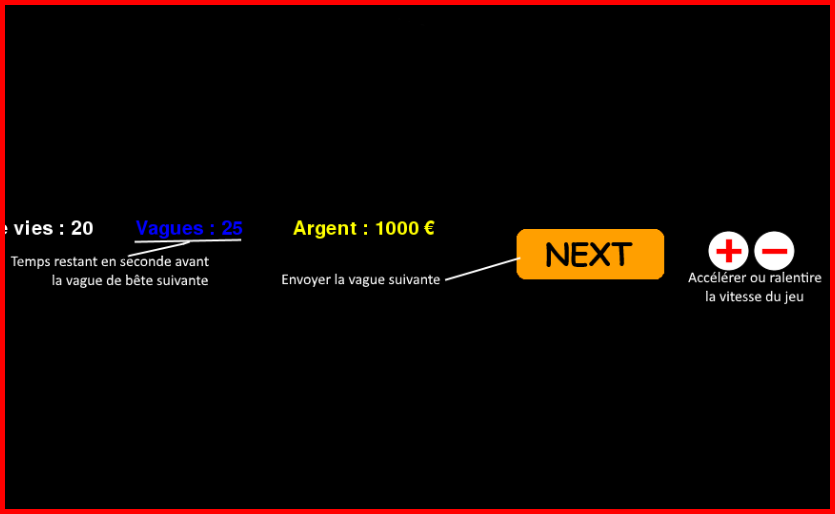 e vies : 20
Vagues : 25
Argent : 1000 €
NEXT
Temps restant en seconde avant
la vague de bête suivante
Envoyer la vague suivante
Accélérer ou ralentire
la vitesse du jeu